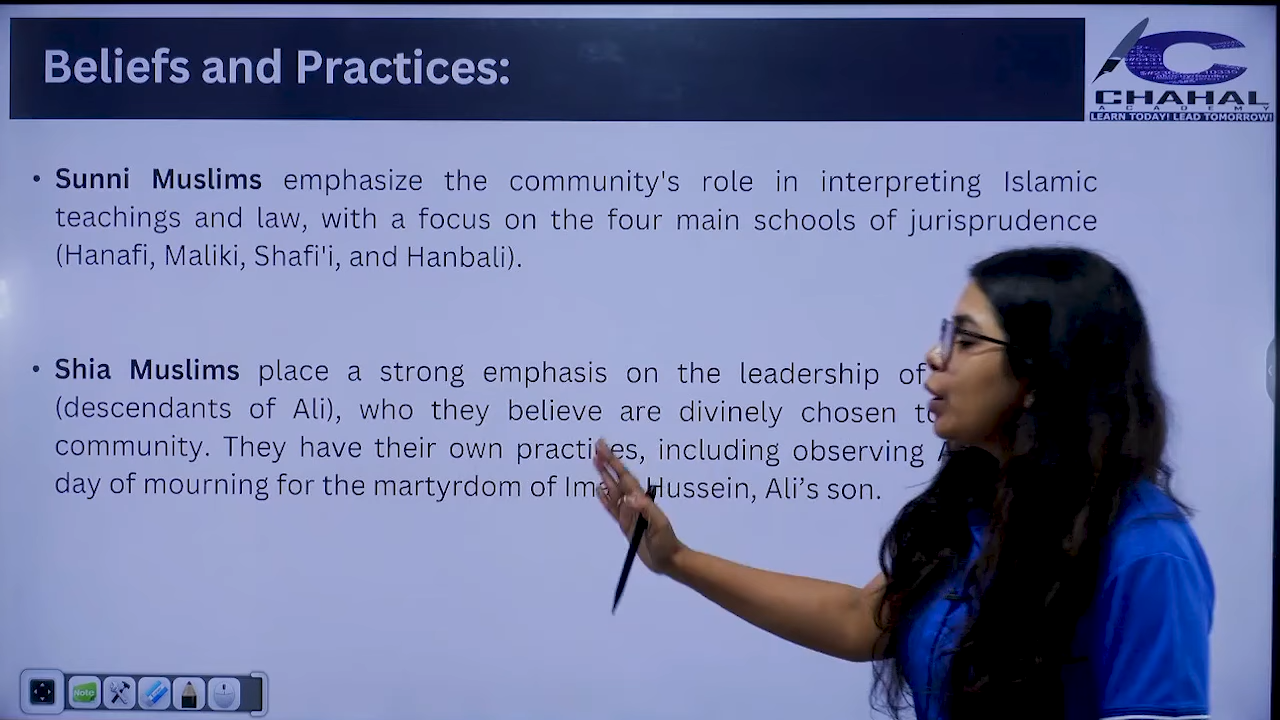 Beliefs and Practices:
CHAHAL
ACADEMY
LEARN TODAY! LEAD TOMORROW!
• Sunni Muslims emphasize the community's role in interpreting Islamic
teachings and law, with a focus on the four main schools of jurisprudence
(Hanafi, Maliki, Shafi'i, and Hanbali).
• Shia Muslims place a strong emphasis on the leadership of
(descendants of Ali), who they believe are divinely chosen
community. They have their own practices, including observing
day of mourning for the martyrdom of Hussein, Ali’s son.
Note